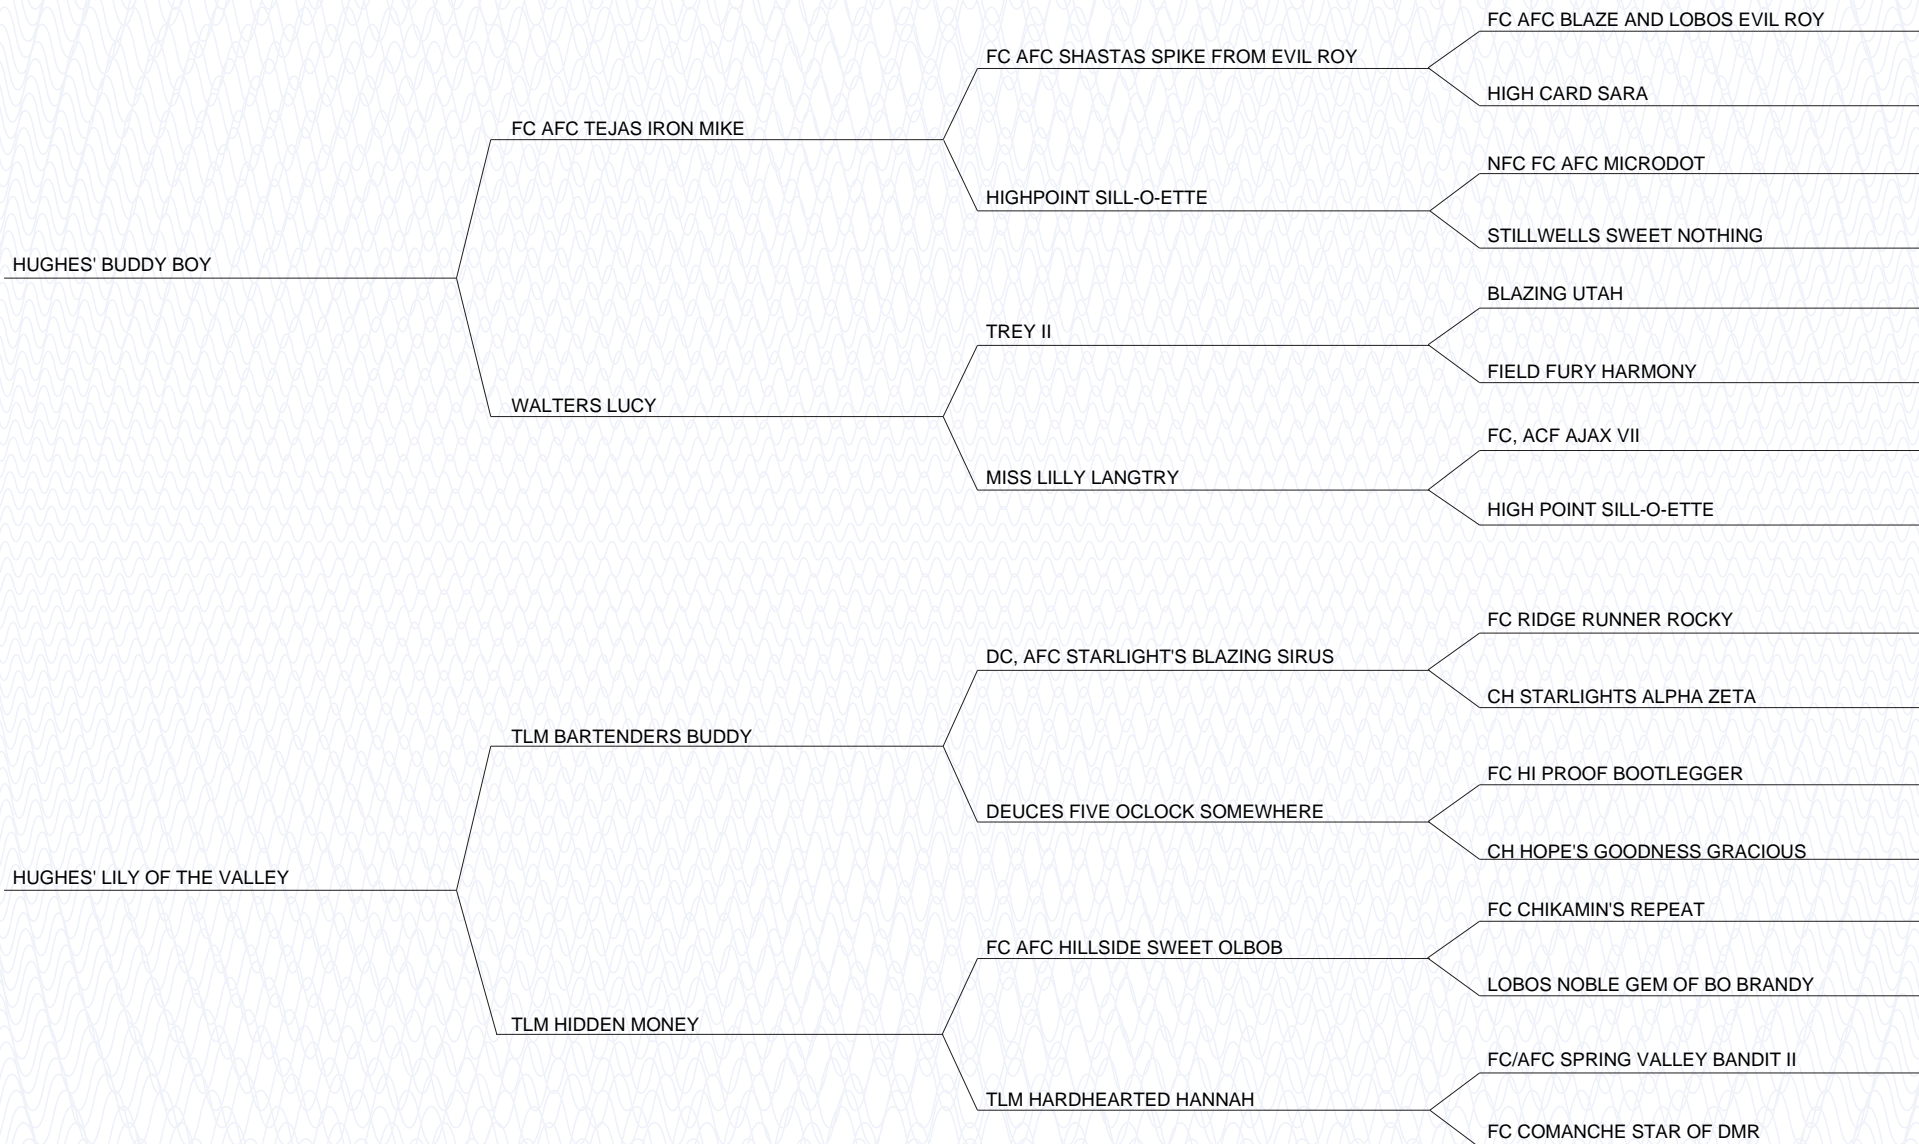 HUGHES' BUDDY BOY
FC AFC TEJAS IRON MIKE
FC AFC SHASTAS SPIKE FROM EVIL ROY
FC AFC BLAZE AND LOBOS EVIL ROY
HIGH CARD SARA
HIGHPOINT SILL-O-ETTE
NFC FC AFC MICRODOT
STILLWELLS SWEET NOTHING
WALTERS LUCY
TREY II
BLAZING UTAH
FIELD FURY HARMONY
MISS LILLY LANGTRY
FC, ACF AJAX VII
HIGH POINT SILL-O-ETTE
HUGHES' LILY OF THE VALLEY
TLM BARTENDERS BUDDY
DC, AFC STARLIGHT'S BLAZING SIRUS
FC RIDGE RUNNER ROCKY
CH STARLIGHTS ALPHA ZETA
DEUCES FIVE OCLOCK SOMEWHERE
FC HI PROOF BOOTLEGGER
CH HOPE'S GOODNESS GRACIOUS
TLM HIDDEN MONEY
FC AFC HILLSIDE SWEET OLBOB
FC CHIKAMIN'S REPEAT
LOBOS NOBLE GEM OF BO BRANDY
TLM HARDHEARTED HANNAH
FC/AFC SPRING VALLEY BANDIT II
FC COMANCHE STAR OF DMR